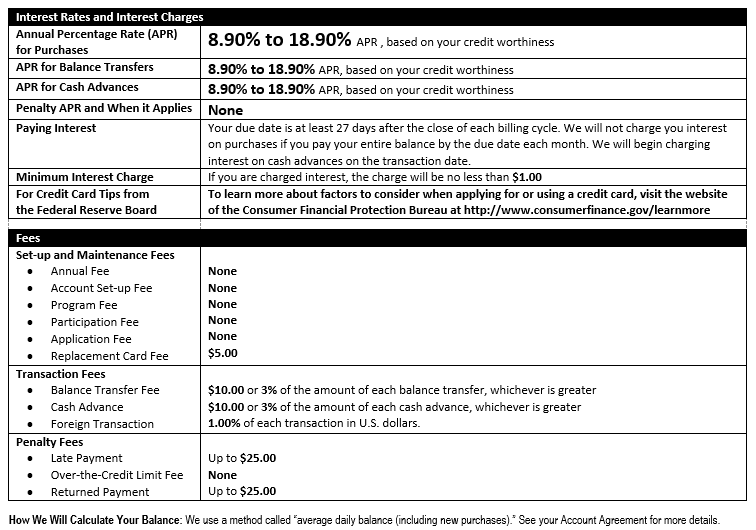 Interest Rates and Interest Charges
Annual Percentage Rate (APR)
for Purchases
8.90% to 18.90% APR , based on your credit worthiness
APR for Balance Transfers
8.90% to 18.90% APR, based on your credit worthiness
APR for Cash Advances
8.90% to 18.90% APR, based on your credit worthiness
Penalty APR and When it Applies
None
Paying Interest
Your due date is at least 27 days after the close of each billing cycle. We will not charge you interest
on purchases if you pay your entire balance by the due date each month. We will begin charging
interest on cash advances on the transaction date.
Minimum Interest Charge
If you are charged interest, the charge will be no less than $1.00
For Credit Card Tips from
the Federal Reserve Board
To learn more about factors to consider when applying for or using a credit card, visit the website
of the Consumer Financial Protection Bureau at http://www.consumerfinance.gov/learnmore
Fees
Set-up and Maintenance Fees
• Annual Fee None
• Account Set-up Fee None
• Program Fee None
• Participation Fee None
• Application Fee None
• Replacement Card Fee $5.00
Transaction Fees
• Balance Transfer Fee $10.00 or 3% of the amount of each balance transfer, whichever is greater
• Cash Advance $10.00 or 3% of the amount of each cash advance, whichever is greater
• Foreign Transaction 1.00% of each transaction in U.S. dollars.
Penalty Fees
• Late Payment Up to $25.00
• Over-the-Credit Limit Fee None
• Returned Payment Up to $25.00
How We Will Calculate Your Balance: We use a method called “average daily balance (including new purchases).” See your Account Agreement for more details.